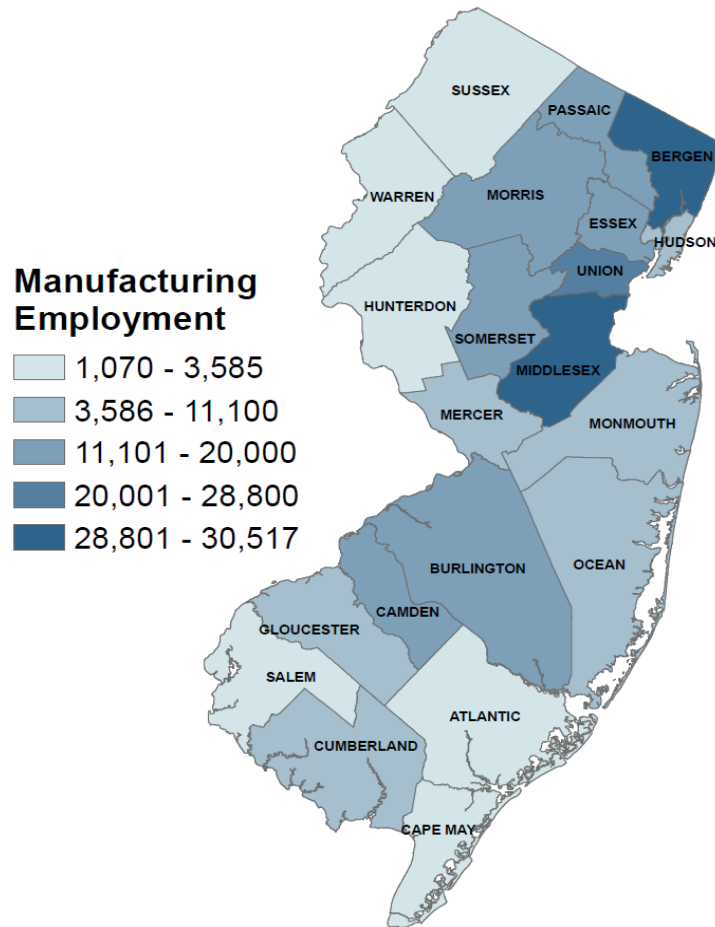 SUSSEX
PASSAIC
BERGEN
WARREN
MORRIS
ESSEX
HUDSON
UNION
Manufacturing
Employment
HUNTERDON
SOMERSET
1,070 - 3,585
MIDDLESEX
3,586 - 11,100
MERCER
MONMOUTH
11,101 - 20,000
20,001 - 28,800
28,801 - 30,517
OCEAN
BURLINGTON
CAMDEN
GLOUCESTER
SALEM
ATLANTIC
CUMBERLAND
CAPE MAY